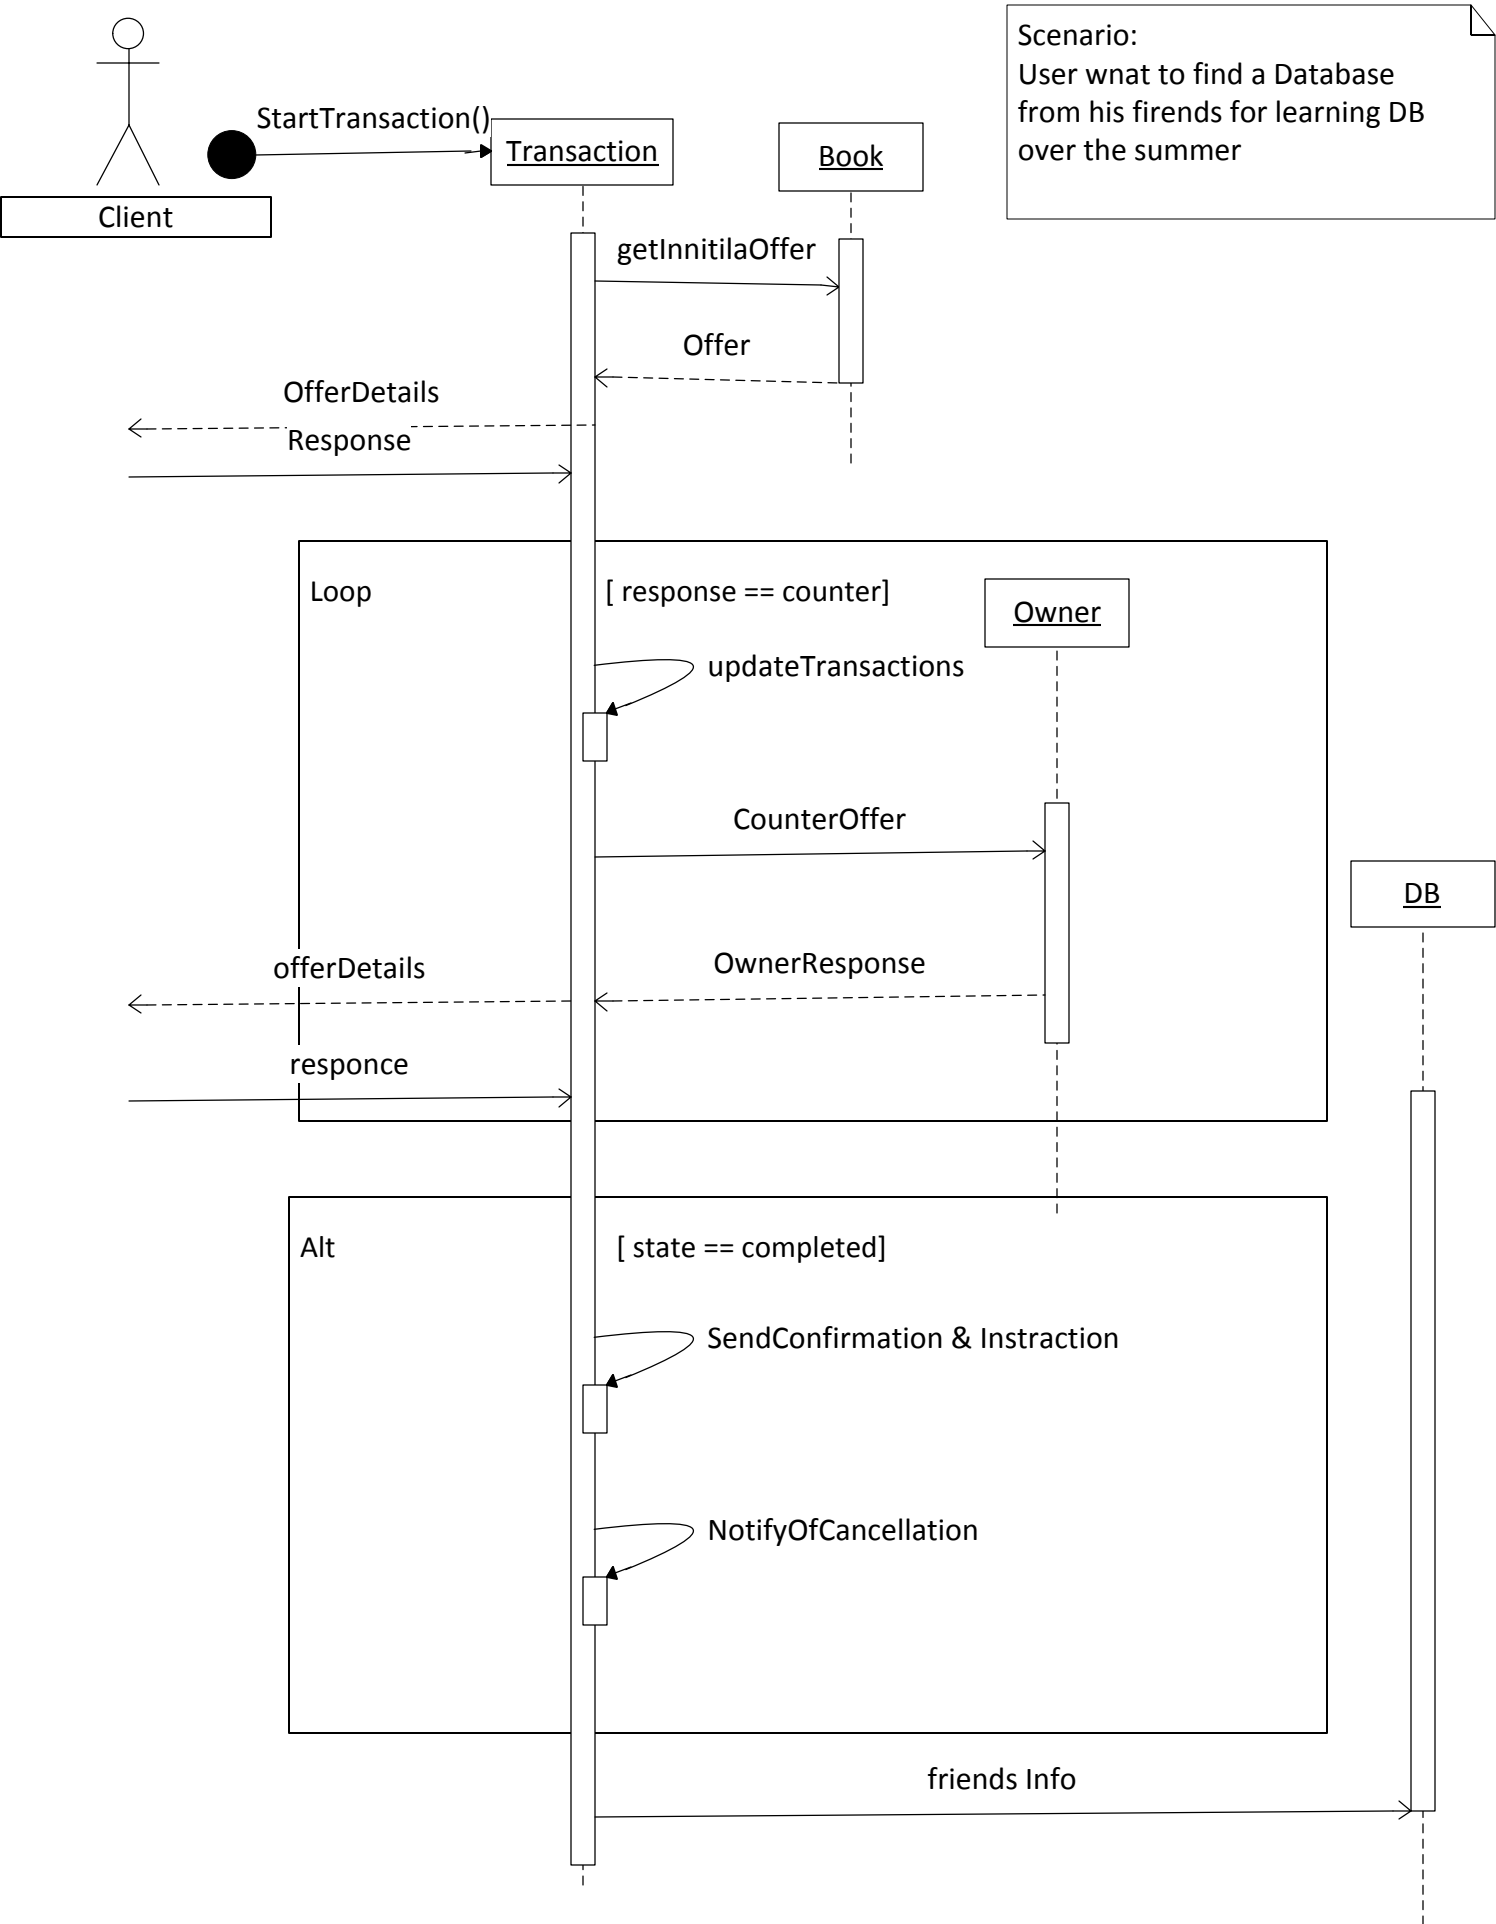 Scenario:
User wnat to find a Database
from his firends for learning DB
over the summer
StartTransaction()
Transaction
Book
Client
getInnitilaOffer
Offer
OfferDetails
Response
Loop
[ response == counter]
Owner
updateTransactions
CounterOffer
DB
offerDetails
OwnerResponse
responce
Alt
[ state == completed]
SendConfirmation & Instraction
NotifyOfCancellation
friends Info